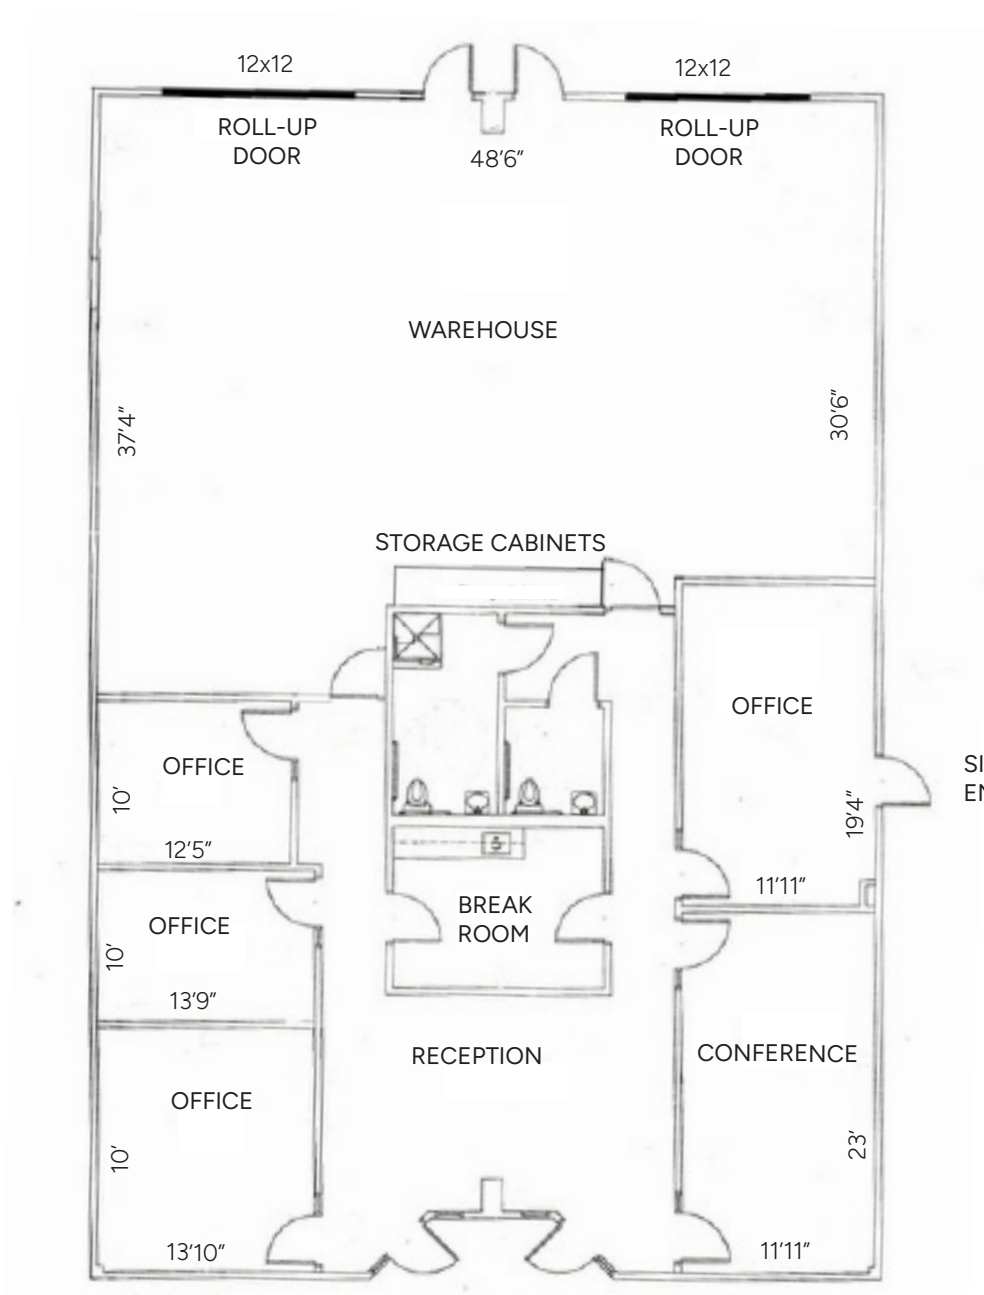 12x12
12x12
ROLL-UP
DOOR
ROLL-UP
DOOR
48'6"
WAREHOUSE
37'4"
30'6"
STORAGE CABINETS
OFFICE
OFFICE
10'
12'5"
19'4"
11'11"
OFFICE
10'
13'9"
BREAK
ROOM
RECEPTION
CONFERENCE
OFFICE
10'
23'
13'10"
11'11"